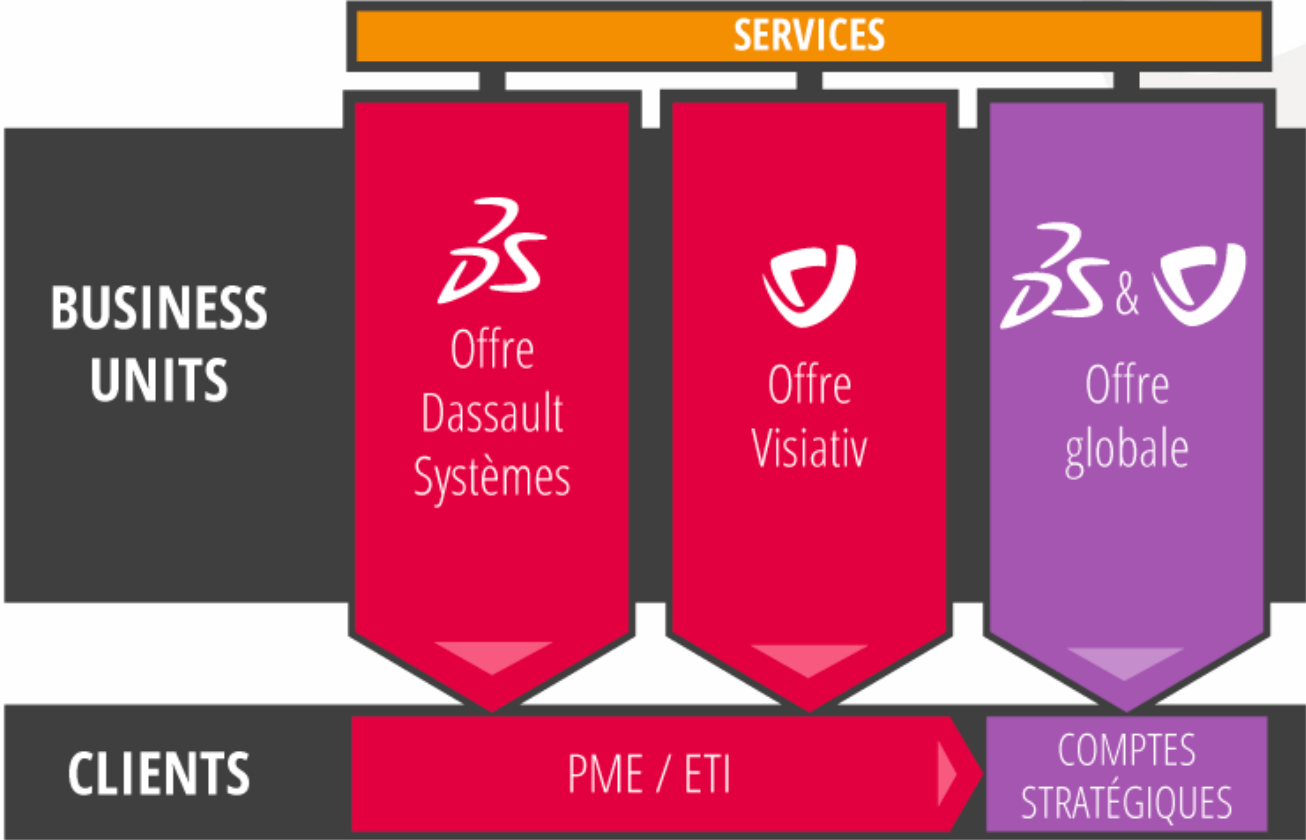 SERVICES
BUSINESS
UNITS
Offre
Dassault
Systèmes
Offre
Visiativ
&
Offre
globale
CLIENTS
PME / ETI
COMPTES
STRATÉGIQUES